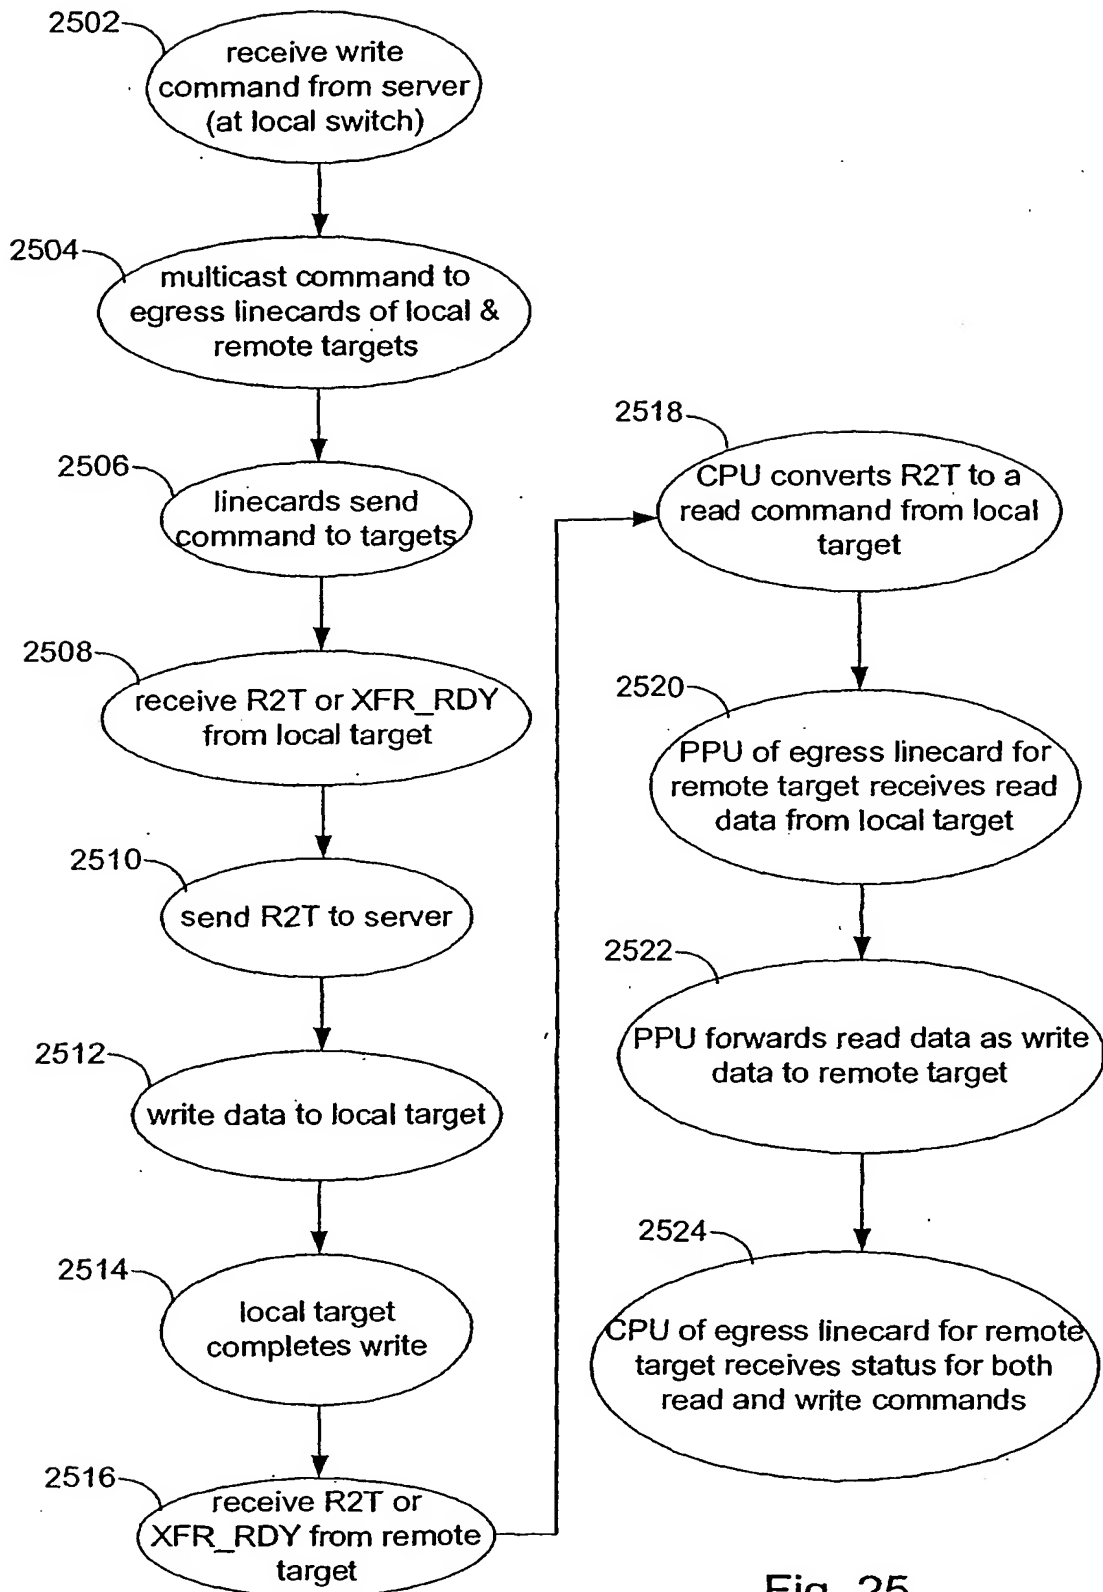 2502
receive write
command from server
(at local switch)
2504
multicast command to
egress linecards of local &
remote targets
2506
linecards send
command to targets
2508
receive R2T or XFR_RDY
from local target
2510
send R2T to server
2512
write data to local target
2514
local target
completes write
2516
receive R2T or
XFR_RDY from remote
target
2518
CPU converts R2T to a
read command from local
target
2520
PPU of egress linecard for
remote target receives read
data from local target
2522
PPU forwards read data as write
data to remote target
2524
CPU of egress linecard for remote
target receives status for both
read and write commands
Fig. 25